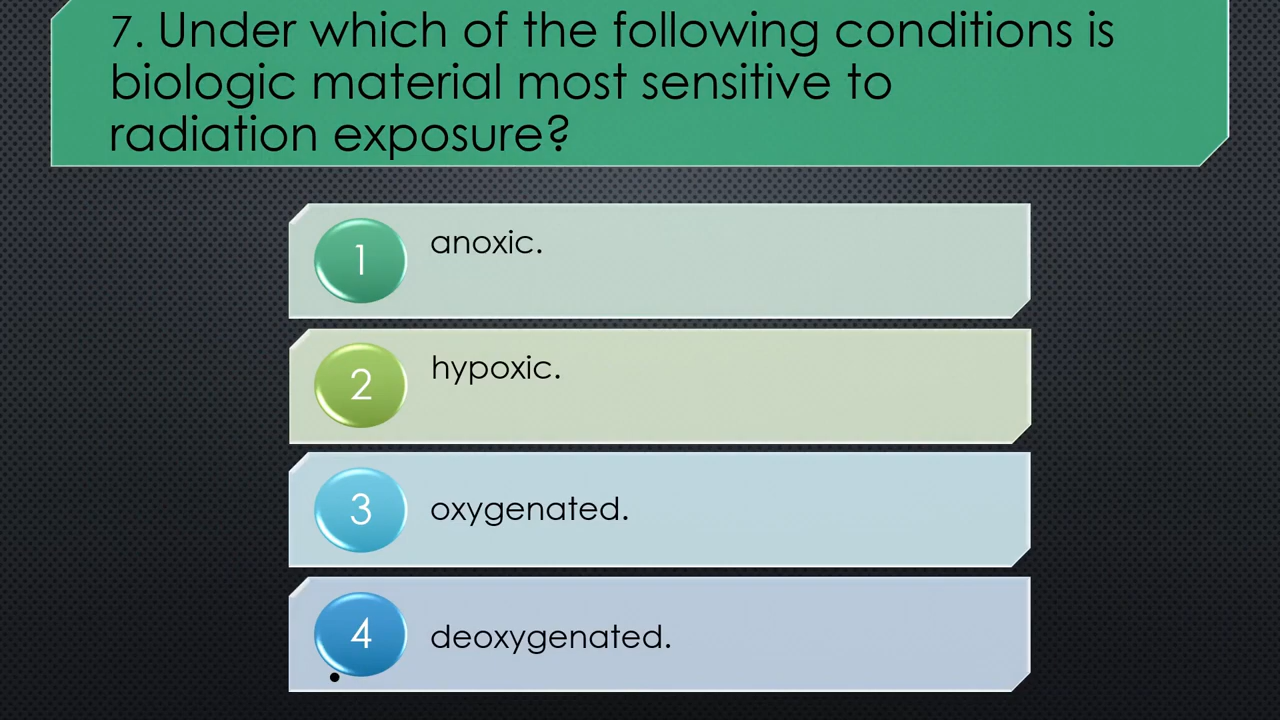 7. Under which of the following conditions is
biologic material most sensitive to
radiation exposure?
1
anoxic.
2
hypoxic.
3
oxygenated.
4
deoxygenated.
•